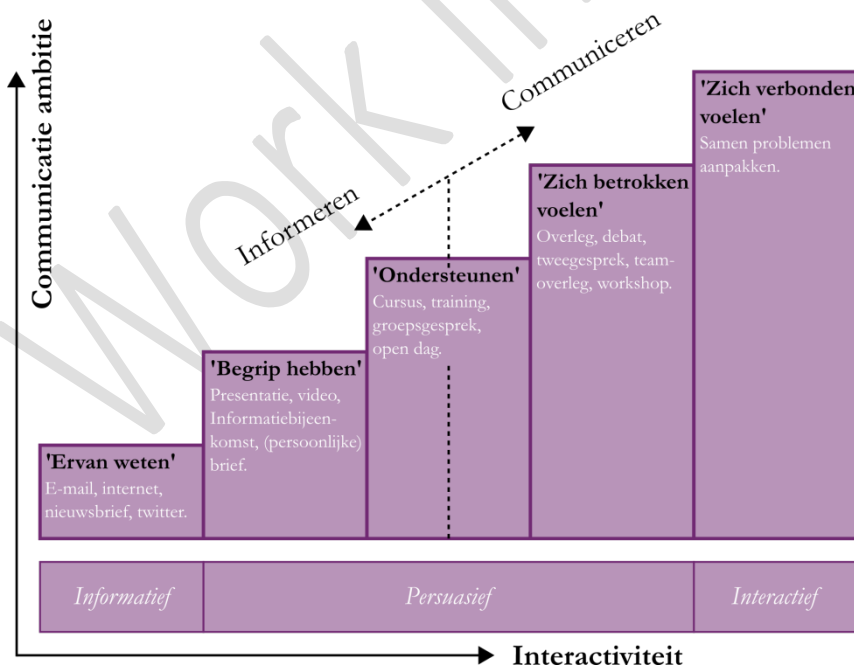 Work In
Communicatie ambitie
Communiceren
Informeren
'Zich verbonden
voelen'
Samen problemen
aanpakken.
'Zich betrokken
voelen'
Overleg, debat,
tweegesprek, team-
overleg, workshop.
'Ondersteunen'
Cursus, training,
groepsgesprek,
open dag.
'Begrip hebben'
Presentatie, video,
Informatiebijeen-
komst, (persoonlijke)
brief.
'Ervan weten'
E-mail, internet,
nieuwsbrief, twitter.
Informatief
Persuasief
Interactief
Interactiviteit